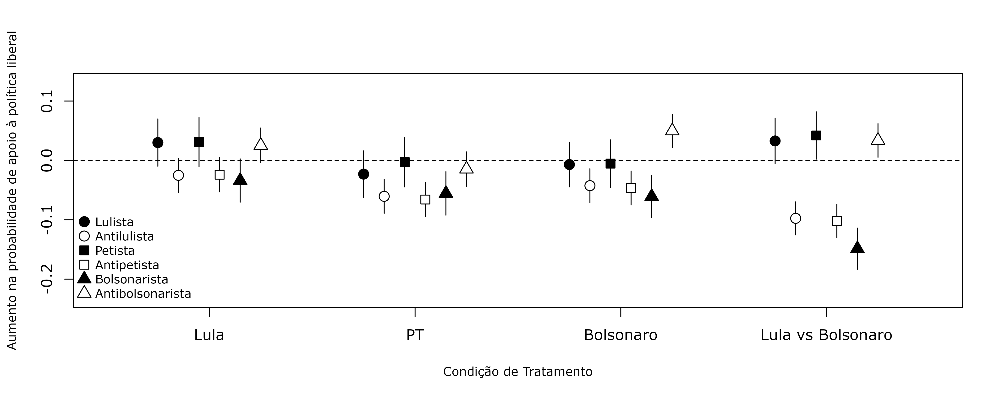 Aumento na probabilidade de apoio à política liberal
0.1
0.0
-0.1
-0.2
Lulista
Antilulista
Petista
Antipetista
Bolsonarista
Antibolsonarista
Lula
PT
Bolsonaro
Lula vs Bolsonaro
Condição de Tratamento